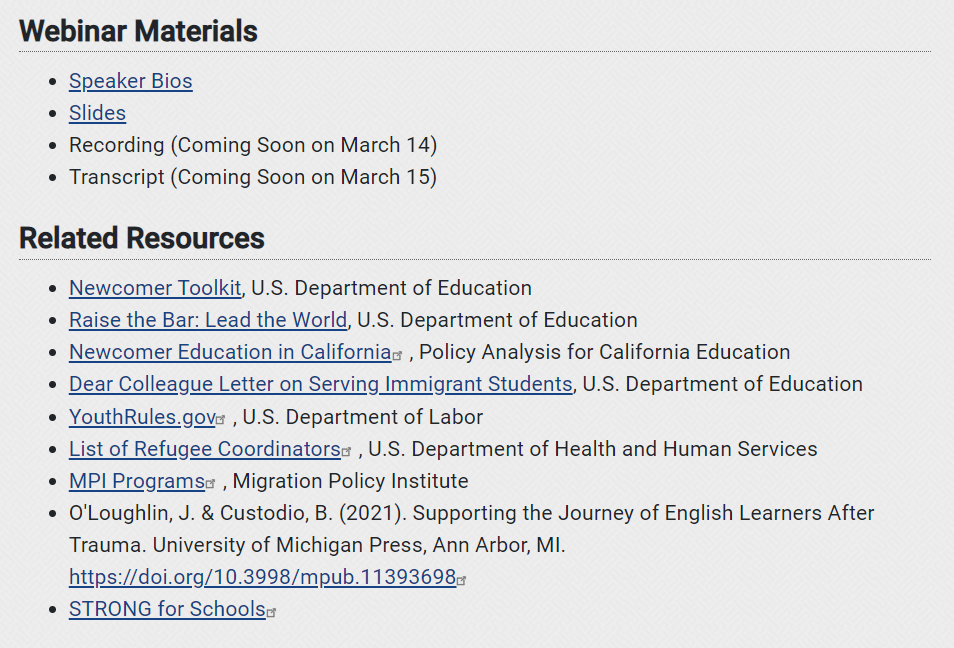 Webinar Materials
Speaker Bios
Slides
Recording (Coming Soon on March 14)
Transcript (Coming Soon on March 15)
Related Resources
Newcomer Toolkit, U.S. Department of Education
Raise the Bar: Lead the World, U.S. Department of Education
Newcomer Education in California , Policy Analysis for California Education
Dear Colleague Letter on Serving Immigrant Students, U.S. Department of Education
YouthRules.gov , U.S. Department of Labor
List of Refugee Coordinators , U.S. Department of Health and Human Services
MPI Programs , Migration Policy Institute
O'Loughlin, J. & Custodio, B. (2021). Supporting the Journey of English Learners After
Trauma. University of Michigan Press, Ann Arbor, MI.
https://doi.org/10.3998/mpub.11393698
STRONG for Schools